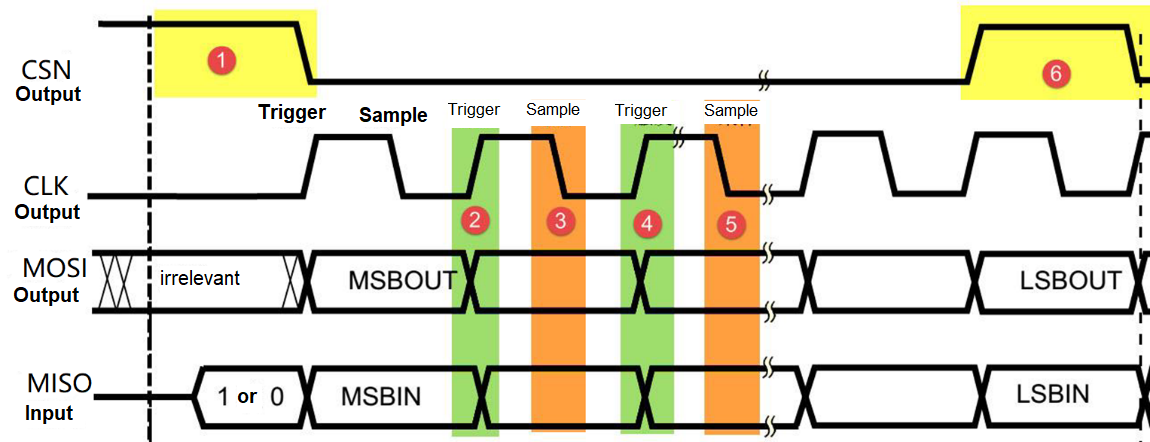 CSN
Output
1
6
Trigger
Sample
Trigger
Sample
Trigger
Sample
CLK
Output
2
3
4
5
MOSI
Output
irrelevant
MSBOUT
LSBOUT
MISO
Input
1 or 0
MSBIN
LSBIN